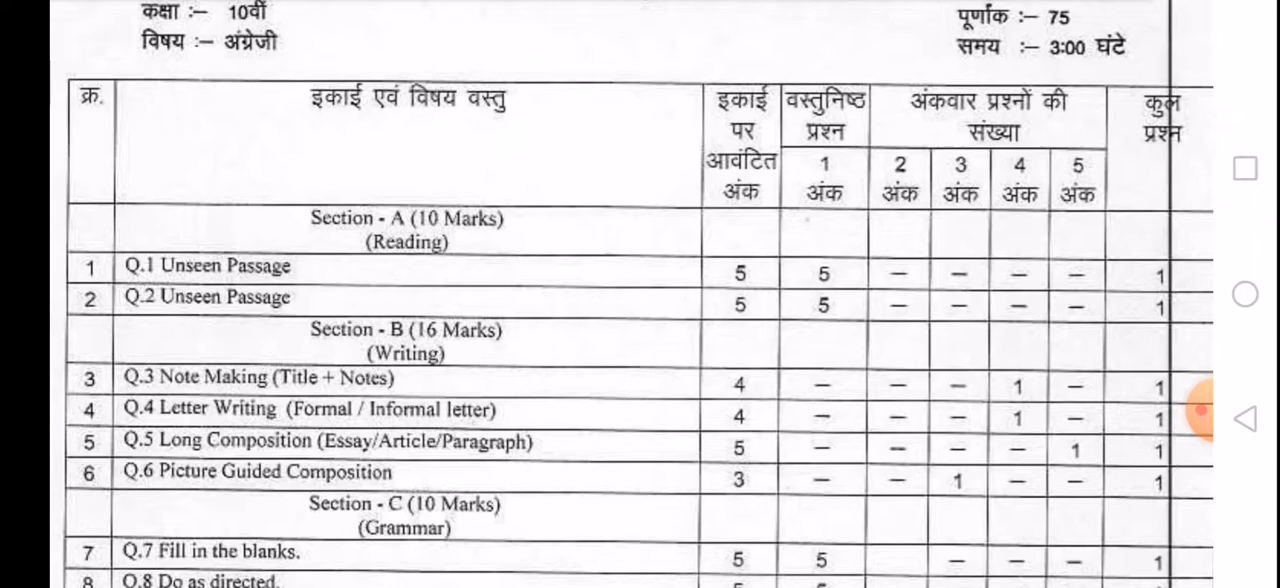 कक्षा :– 10वीं
पूर्णांक :– 75
विषय :– अंग्रेजी
समय :– 3:00 घंटे
क्र. इकाई एवं विषय वस्तु इकाई पर आवंटित अंक वस्तुनिष्ठ प्रश्न अंकवार प्रश्नों की संख्या कुल प्रश्न
1 अंक 2 अंक 3 अंक 4 अंक 5 अंक
Section - A (10 Marks)
(Reading)
1 Q.1 Unseen Passage 5 5 – – – – 1
2 Q.2 Unseen Passage 5 5 – – – – 1
Section - B (16 Marks)
(Writing)
3 Q.3 Note Making (Title + Notes) 4 – – – 1 – 1
4 Q.4 Letter Writing (Formal / Informal letter) 4 – – – 1 – 1
5 Q.5 Long Composition (Essay/Article/Paragraph) 5 – – – – 1 1
6 Q.6 Picture Guided Composition 3 – – 1 – – 1
Section - C (10 Marks)
(Grammar)
7 Q.7 Fill in the blanks. 5 5 – – – 1
8 Q.8 Do as directed. 5 5